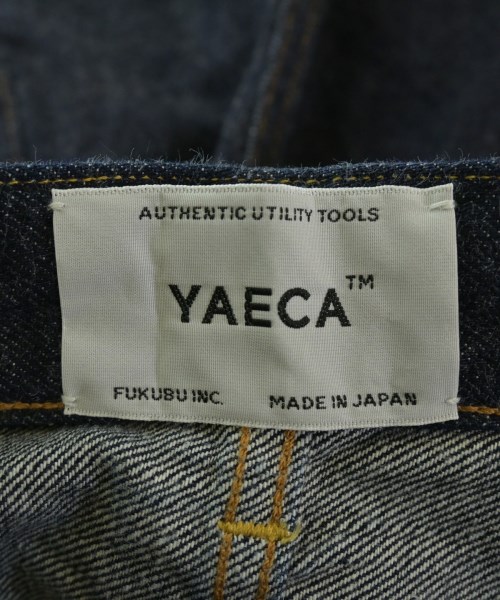 AUTHENTIC UTILITY TOOLS
YAECA™
FUKUBU INC. MADE IN JAPAN